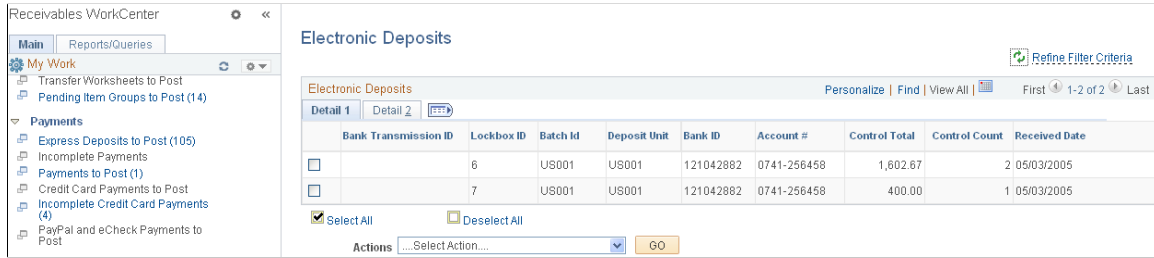 Receivables WorkCenter
Main Reports/Queries
My Work
Transfer Worksheets to Post
Pending Item Groups to Post (14)
Payments
Express Deposits to Post (105)
Incomplete Payments
Payments to Post (1)
Credit Card Payments to Post
Incomplete Credit Card Payments
(4)
PayPal and eCheck Payments to
Post
Electronic Deposits
Refine Filter Criteria
Electronic Deposits Personalize | Find | View All | First 1-2 of 2 Last
Detail 1 Detail 2
Bank Transmission ID Lockbox ID Batch Id Deposit Unit Bank ID Account # Control Total Control Count Received Date
6 US001 US001 121042882 0741-256458 1,602.67 2 05/03/2005
7 US001 US001 121042882 0741-256458 400.00 1 05/03/2005
Select All Deselect All
Actions ....Select Action.... GO